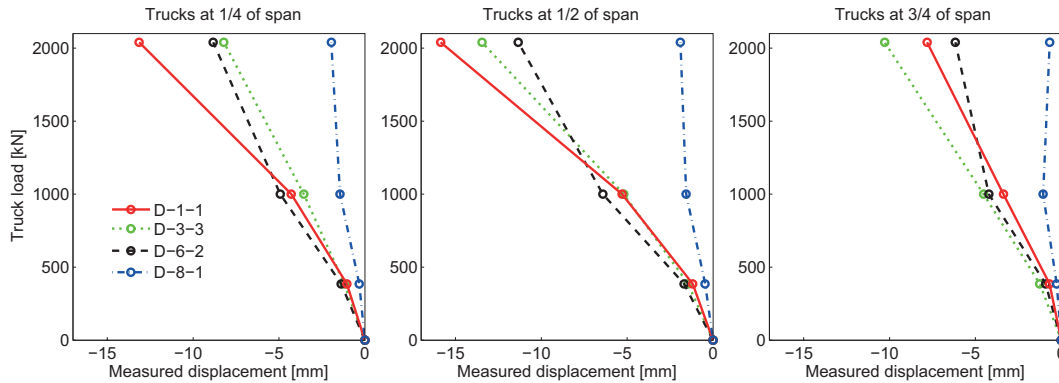 Trucks at 1/4 of span
Trucks at 1/2 of span
Trucks at 3/4 of span
Truck load [kN]
2000
1500
1000
500
0
D−1−1
D−3−3
D−6−2
D−8−1
−15 −10 −5 0
Measured displacement [mm]
2000
1500
1000
500
0
−15 −10 −5 0
Measured displacement [mm]
2000
1500
1000
500
0
−15 −10 −5
Measured displacement [mm]